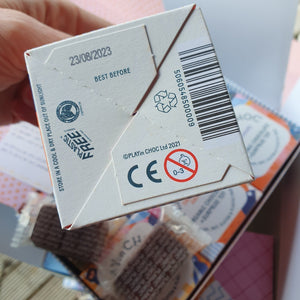 23/08/2023
BEST BEFORE
STORE IN A COOL & DRY PLACE OUT OF SUNLIGHT
FREE
5060548500009
©PLAYin CHOC Ltd 2021
CE
0-3